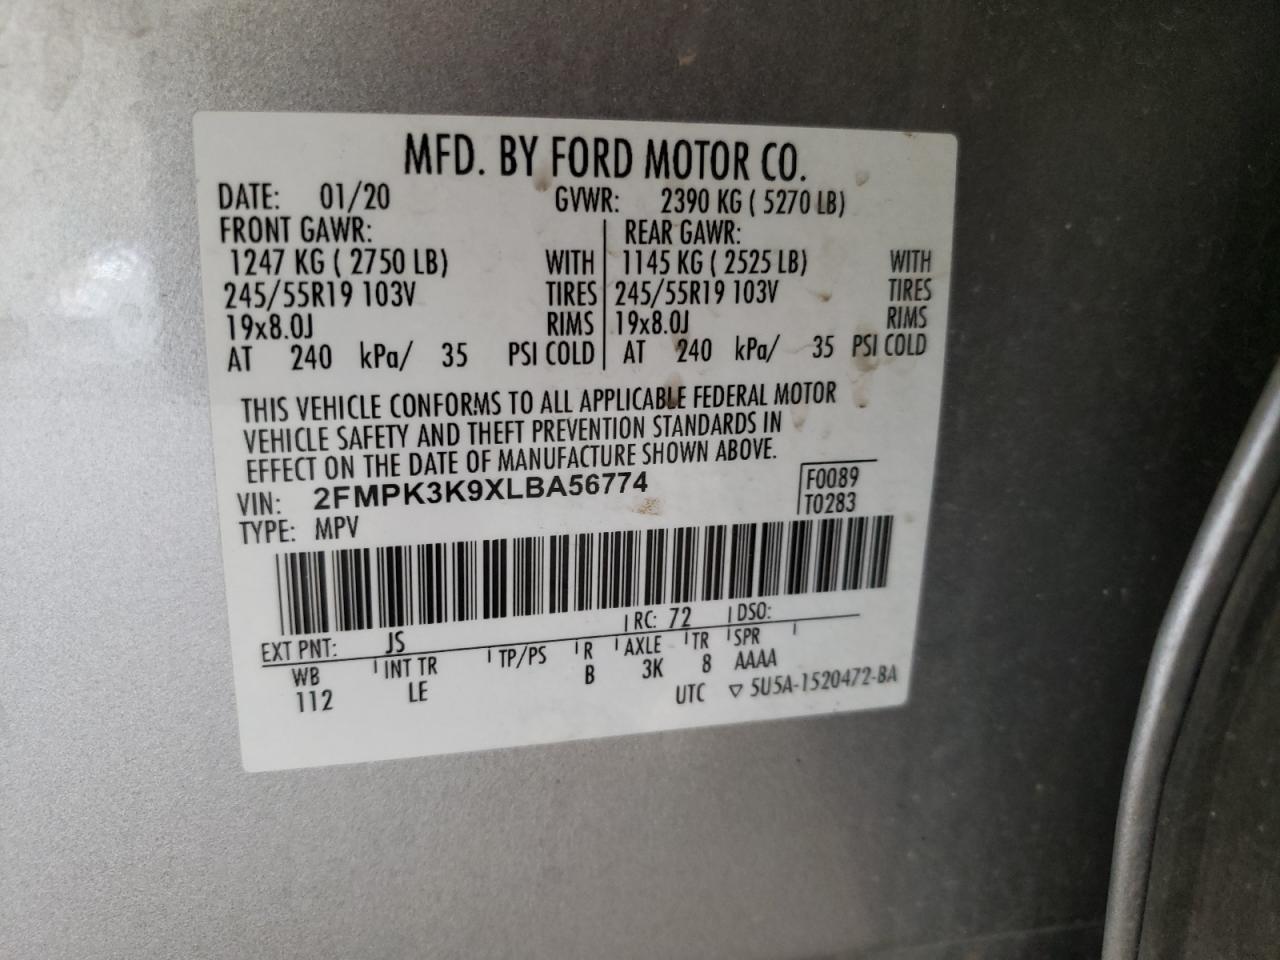 MFD. BY FORD MOTOR CO.
DATE: 01/20 GVWR: 2390 KG ( 5270 LB)
FRONT GAWR: REAR GAWR:
1247 KG ( 2750 LB) WITH 1145 KG ( 2525 LB) WITH
245/55R19 103V TIRES 245/55R19 103V TIRES
19x8.0J RIMS 19x8.0J RIMS
AT 240 kPa/ 35 PSI COLD AT 240 kPa/ 35 PSI COLD
THIS VEHICLE CONFORMS TO ALL APPLICABLE FEDERAL MOTOR
VEHICLE SAFETY AND THEFT PREVENTION STANDARDS IN
EFFECT ON THE DATE OF MANUFACTURE SHOWN ABOVE.
VIN: 2FMPK3K9XLBA56774 F0089
TYPE: MPV T0283
EXT PNT: JS RC: 72 DSO:
WB INT TR TP/PS R AXLE TR SPR
112 LE B 3K 8 AAAA
UTC ▽ 5U5A-1520472-BA